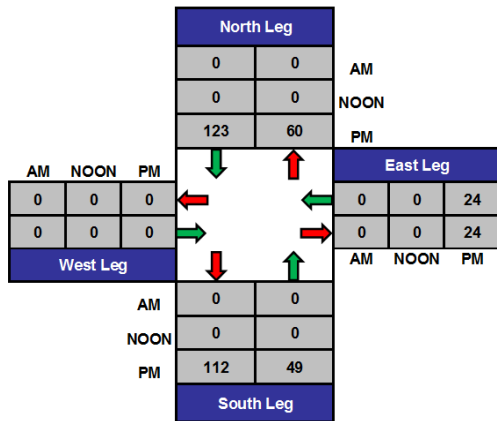 North Leg
0 0
AM
0 0
NOON
123 60
PM
AM NOON PM
East Leg
0 0 0
0 0 24
0 0 0
0 0 24
West Leg
AM NOON PM
0 0
AM
0 0
NOON
112 49
PM
South Leg